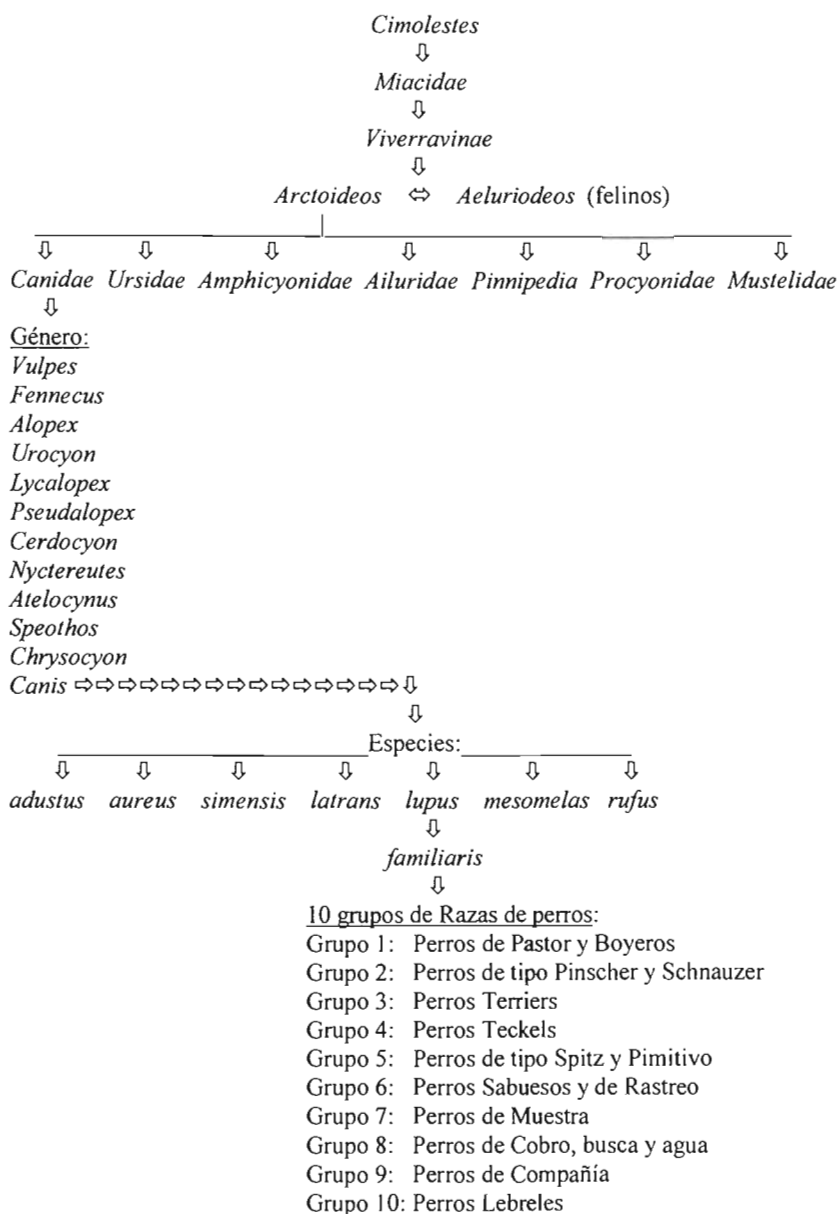 Cimolestes
⇩
Miacidae
⇩
Viverravinae
⇩
Arctoideos ⇔ Aeluriodeos (felinos)
⇩ ⇩ ⇩ ⇩ ⇩ ⇩ ⇩
Canidae Ursidae Amphicyonidae Ailuridae Pinnipedia Procyonidae Mustelidae
⇩
Género:
Vulpes
Fennecus
Alopex
Urocyon
Lycalopex
Pseudalopex
Cerdocyon
Nyctereutes
Atelocynus
Speothos
Chrysocyon
Canis ⇨⇨⇨⇨⇨⇨⇨⇨⇨⇨⇨⇨⇨⇨⇨⇩
⇩
Especies:
⇩ ⇩ ⇩ ⇩ ⇩ ⇩ ⇩
adustus aureus simensis latrans lupus mesomelas rufus
⇩
familiaris
⇩
10 grupos de Razas de perros:
Grupo 1: Perros de Pastor y Boyeros
Grupo 2: Perros de tipo Pinscher y Schnauzer
Grupo 3: Perros Terriers
Grupo 4: Perros Teckels
Grupo 5: Perros de tipo Spitz y Pimitivo
Grupo 6: Perros Sabuesos y de Rastreo
Grupo 7: Perros de Muestra
Grupo 8: Perros de Cobro, busca y agua
Grupo 9: Perros de Compañía
Grupo 10: Perros Lebreles